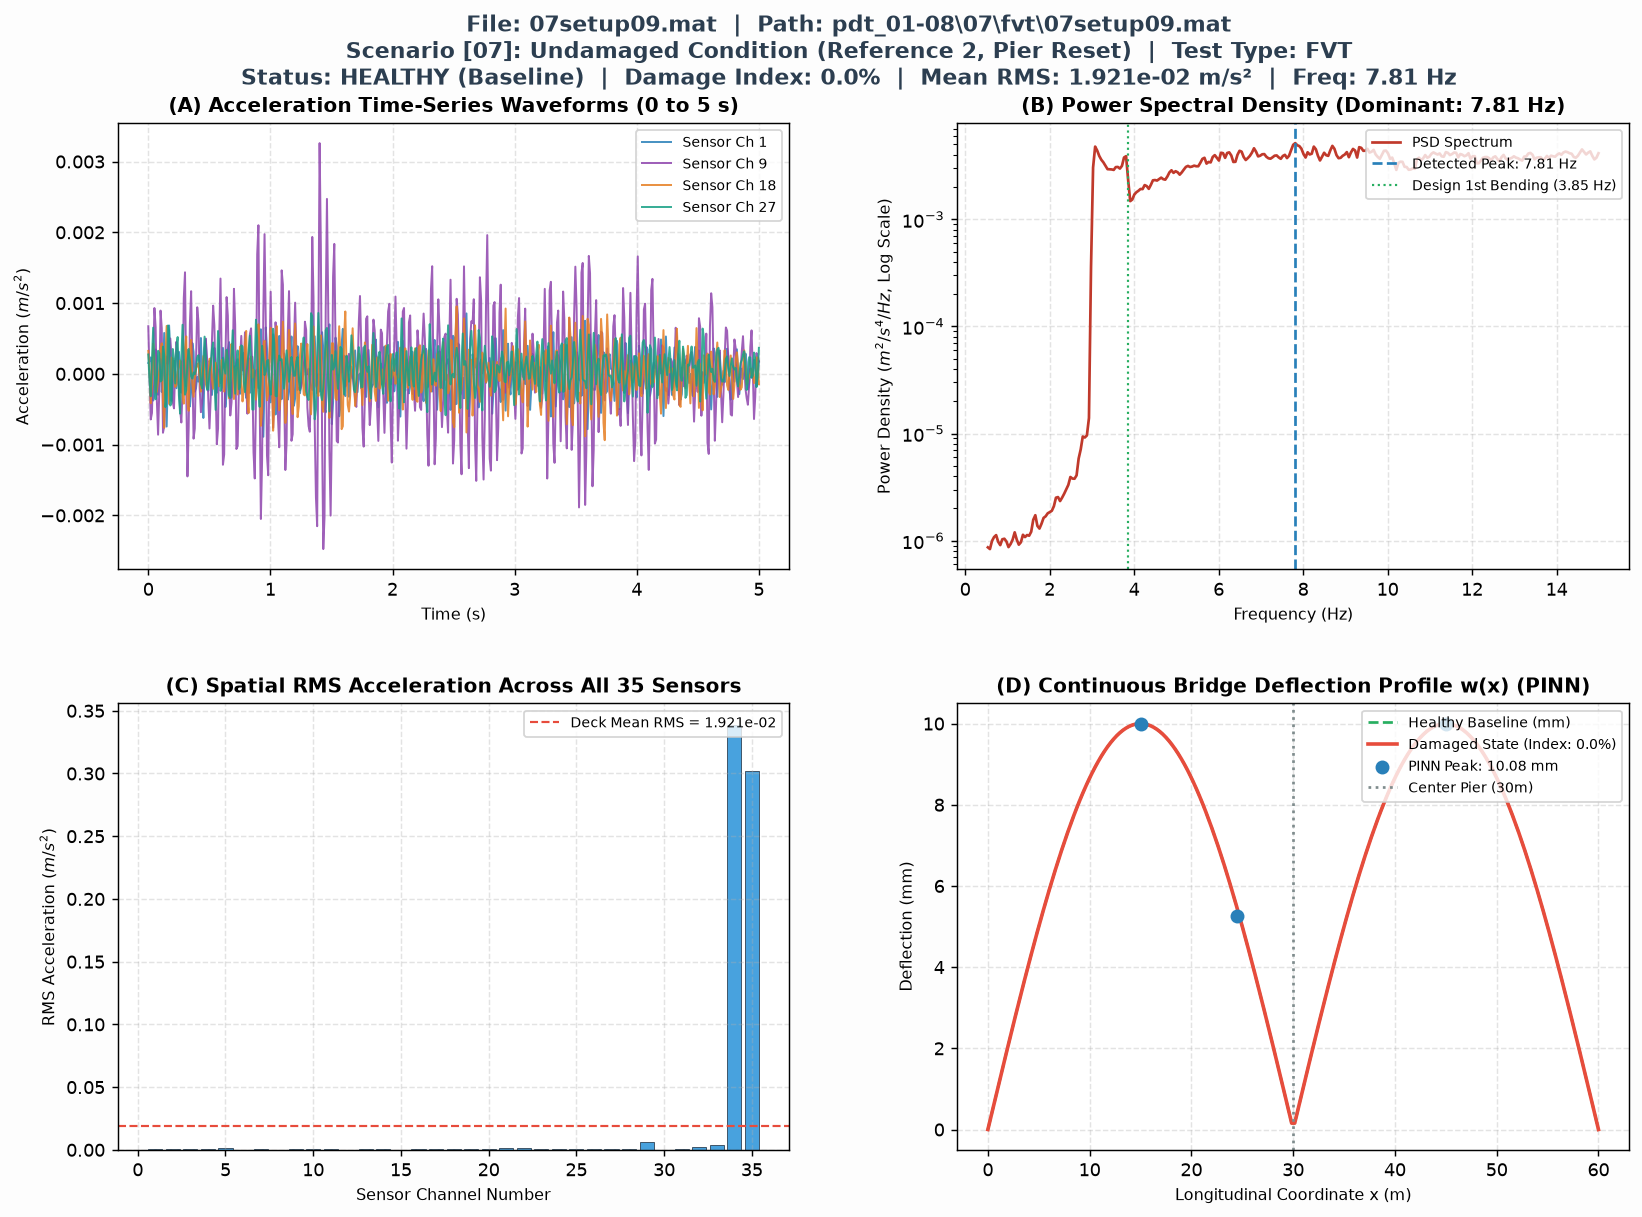 File: 07setup09.mat | Path: pdt_01-08\07\fvt\07setup09.mat
Scenario [07]: Undamaged Condition (Reference 2, Pier Reset) | Test Type: FVT
Status: HEALTHY (Baseline) | Damage Index: 0.0% | Mean RMS: 1.921e-02 m/s² | Freq: 7.81 Hz
(A) Acceleration Time-Series Waveforms (0 to 5 s)
Sensor Ch 1
Sensor Ch 9
Sensor Ch 18
Sensor Ch 27
0.003
0.002
0.001
0.000
−0.001
−0.002
Acceleration (m/s²)
0 1 2 3 4 5
Time (s)
(B) Power Spectral Density (Dominant: 7.81 Hz)
PSD Spectrum
Detected Peak: 7.81 Hz
Design 1st Bending (3.85 Hz)
10⁻³
10⁻⁴
10⁻⁵
10⁻⁶
Power Density (m²/s⁴/Hz, Log Scale)
0 2 4 6 8 10 12 14
Frequency (Hz)
(C) Spatial RMS Acceleration Across All 35 Sensors
Deck Mean RMS = 1.921e-02
0.35
0.30
0.25
0.20
0.15
0.10
0.05
0.00
RMS Acceleration (m/s²)
0 5 10 15 20 25 30 35
Sensor Channel Number
(D) Continuous Bridge Deflection Profile w(x) (PINN)
Healthy Baseline (mm)
Damaged State (Index: 0.0%)
PINN Peak: 10.08 mm
Center Pier (30m)
10
8
6
4
2
0
Deflection (mm)
0 10 20 30 40 50 60
Longitudinal Coordinate x (m)